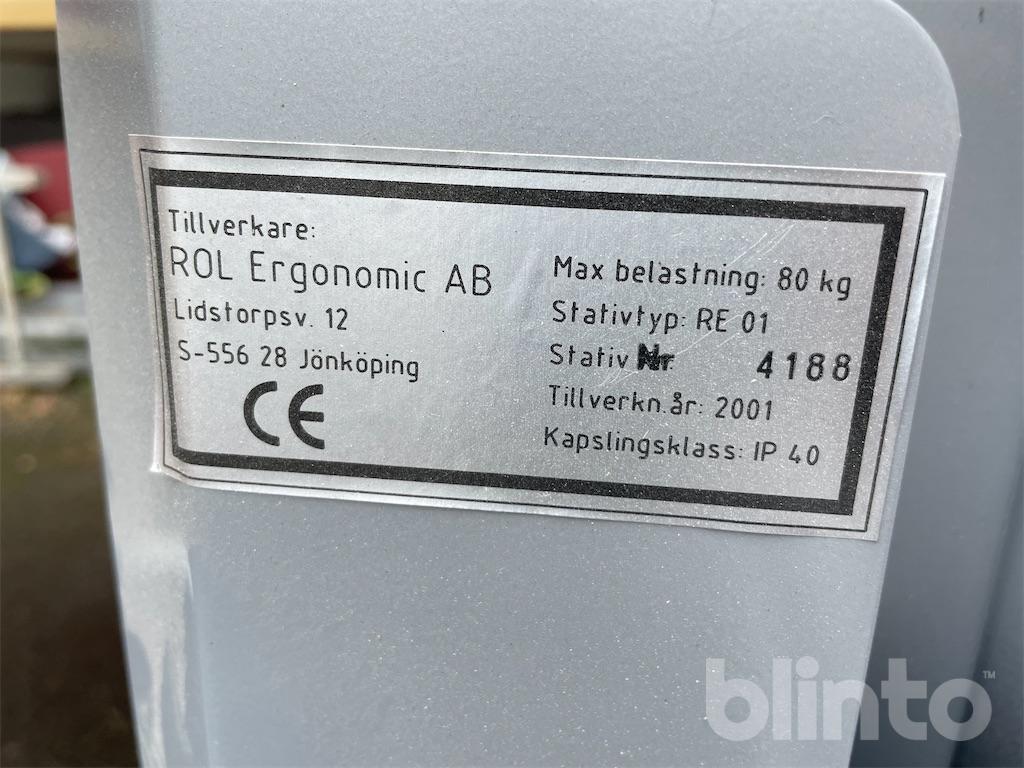 Tillverkare:
ROL Ergonomic AB
Lidstorpsv. 12
S-556 28 Jönköping
CE
Max belastning: 80 kg
Stativtyp: RE 01
Stativ Nr. 4188
Tillverkn.år: 2001
Kapslingsklass: IP 40
blinto™